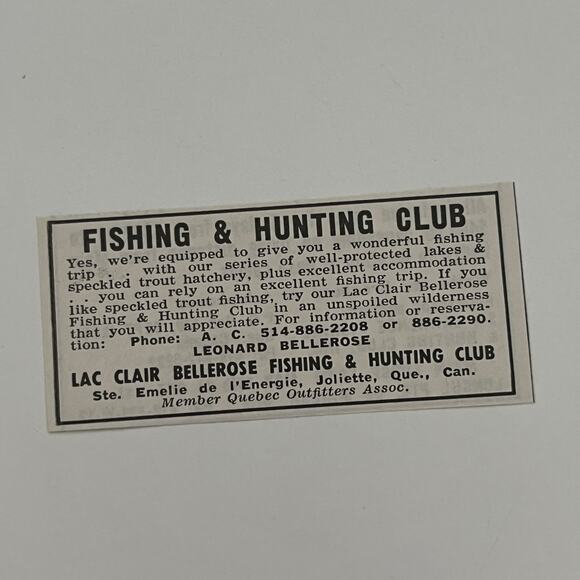 FISHING & HUNTING CLUB
Yes, we're equipped to give you a wonderful fishing
trip . . . with our series of well-protected lakes &
speckled trout hatchery, plus excellent accommodation
. . you can rely on an excellent fishing trip. If you
like speckled trout fishing, try our Lac Clair Bellerose
Fishing & Hunting Club in an unspoiled wilderness
that you will appreciate. For information or reserva-
tion: Phone: A. C. 514-886-2208 or 886-2290.
LEONARD BELLEROSE
LAC CLAIR BELLEROSE FISHING & HUNTING CLUB
Ste. Emelie de l'Energie, Joliette, Que., Can.
Member Quebec Outfitters Assoc.